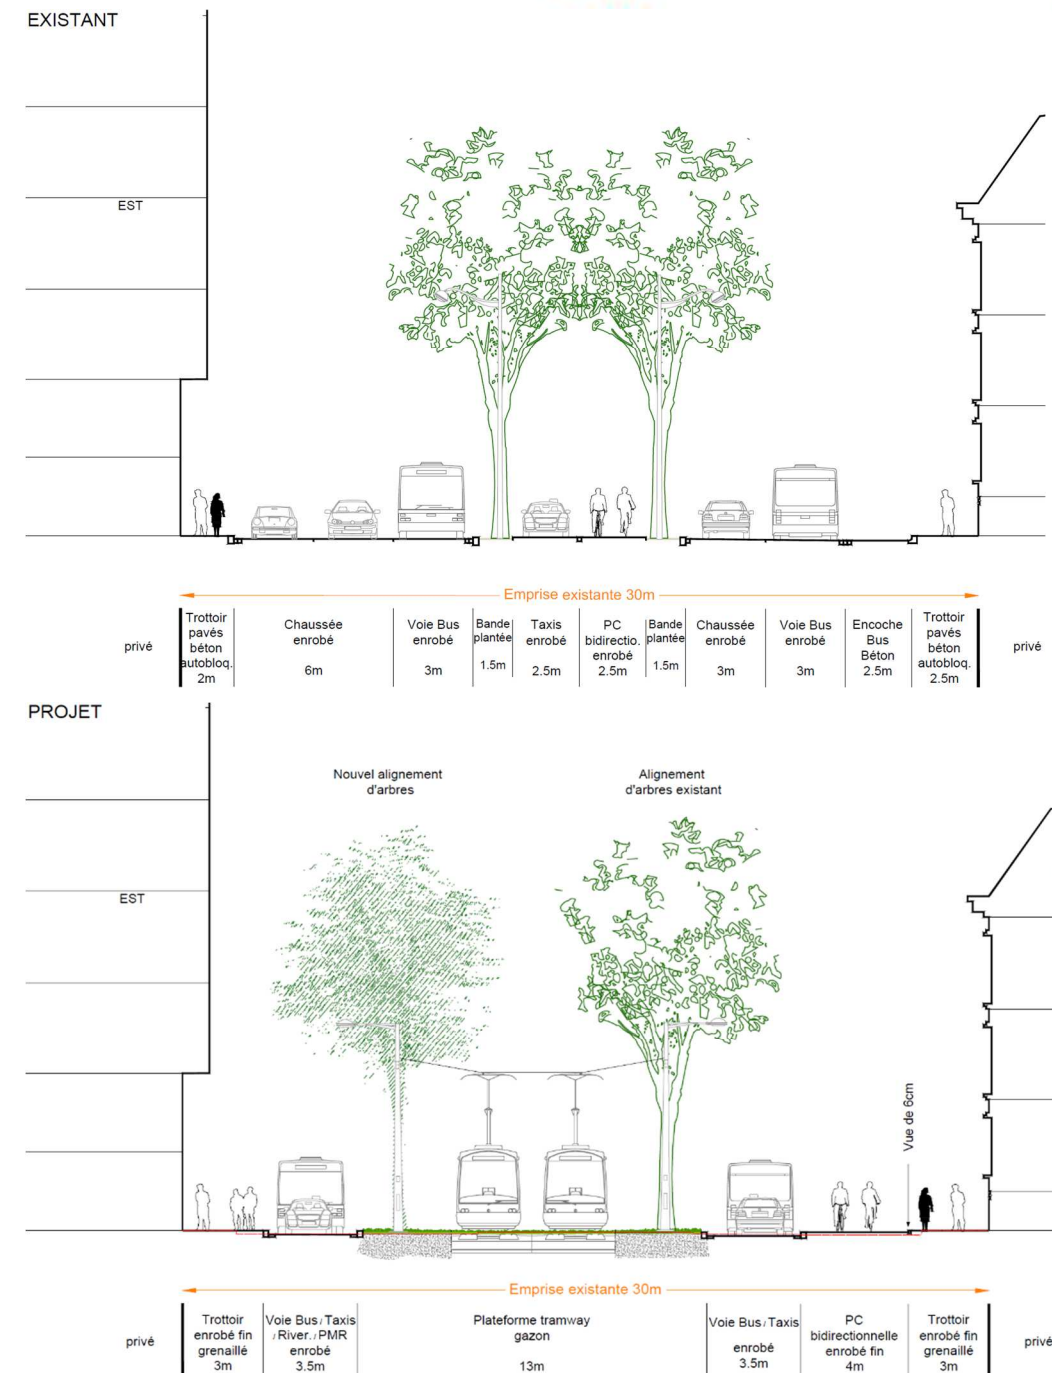 EXISTANT
EST
Emprise existante 30m
privé
Trottoir
pavés
béton
autobloq.
2m
Chaussée
enrobé
6m
Voie Bus
enrobé
3m
Bande
plantée
1.5m
Taxis
enrobé
2.5m
PC
bidirectio.
enrobé
2.5m
Bande
plantée
1.5m
Chaussée
enrobé
3m
Voie Bus
enrobé
3m
Encoche
Bus
Béton
2.5m
Trottoir
pavés
béton
autobloq.
2.5m
privé
PROJET
Nouvel alignement
d'arbres
Alignement
d'arbres existant
EST
Vue de 6cm
Emprise existante 30m
privé
Trottoir
enrobé fin
grenaillé
3m
Voie Bus / Taxis
/ River. / PMR
enrobé
3.5m
Plateforme tramway
gazon
13m
Voie Bus / Taxis
enrobé
3.5m
PC
bidirectionnelle
enrobé fin
4m
Trottoir
enrobé fin
grenaillé
3m
privé